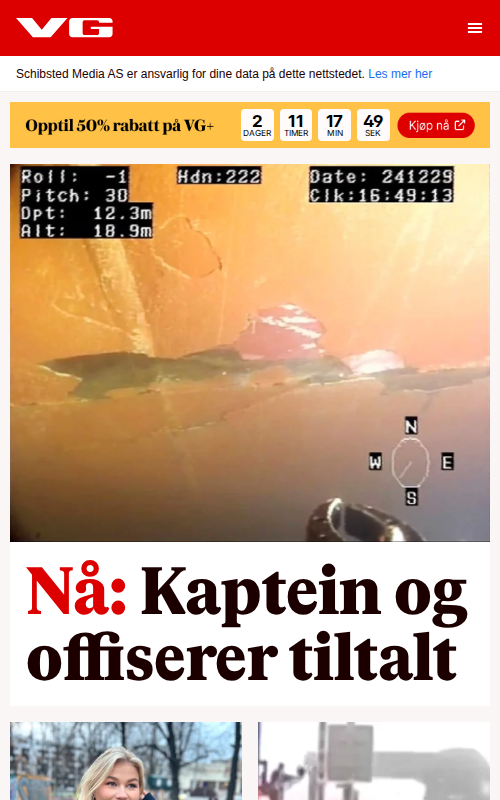 VG
Schibsted Media AS er ansvarlig for dine data på dette nettstedet. Les mer her
Opptil 50% rabatt på VG+
2 11 17 49
DAGER TIMER MIN SEK
Kjøp nå
Roll: -1 Hdn:222 Date: 241229
Pitch: 30 Clk:16:49:13
Dpt: 12.3m
Alt: 18.9m
N
W E
S
Nå: Kaptein og
offiserer tiltalt